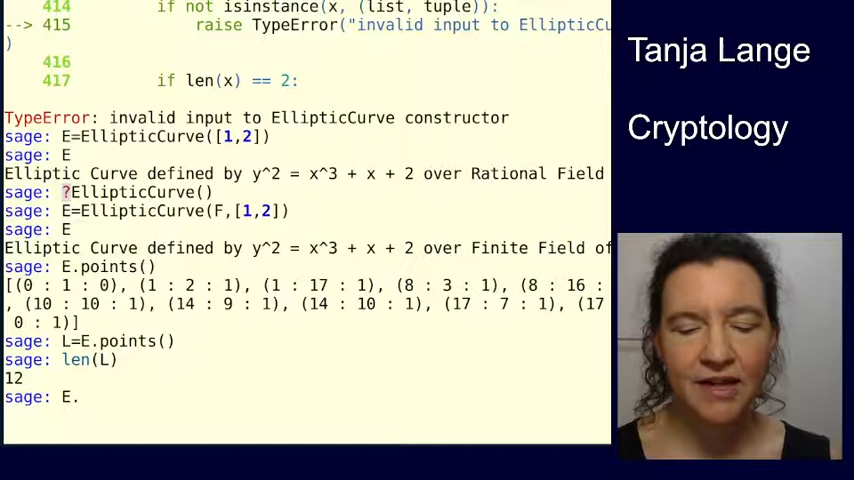 414         if not isinstance(x, (list, tuple)):
--> 415             raise TypeError("invalid input to EllipticCu
)
416
417         if len(x) == 2:
TypeError: invalid input to EllipticCurve constructor
sage: E=EllipticCurve([1,2])
sage: E
Elliptic Curve defined by y^2 = x^3 + x + 2 over Rational Field
sage: ?EllipticCurve()
sage: E=EllipticCurve(F,[1,2])
sage: E
Elliptic Curve defined by y^2 = x^3 + x + 2 over Finite Field of
sage: E.points()
[(0 : 1 : 0), (1 : 2 : 1), (1 : 17 : 1), (8 : 3 : 1), (8 : 16 :
, (10 : 10 : 1), (14 : 9 : 1), (14 : 10 : 1), (17 : 7 : 1), (17
0 : 1)]
sage: L=E.points()
sage: len(L)
12
sage: E.
Tanja Lange
Cryptology